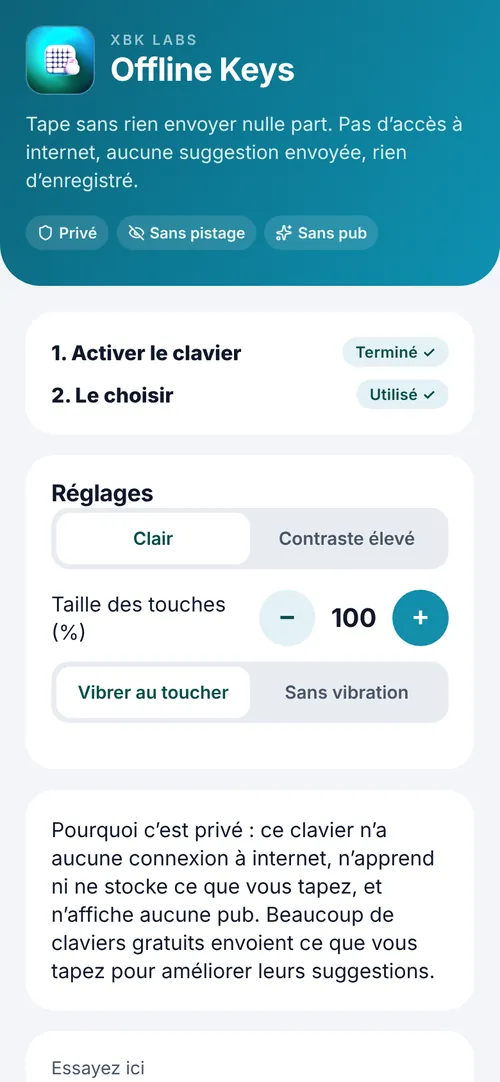 XBK LABS
Offline Keys
Tape sans rien envoyer nulle part. Pas d’accès à
internet, aucune suggestion envoyée, rien
d’enregistré.
Privé
Sans pistage
Sans pub
1. Activer le clavier
Terminé ✓
2. Le choisir
Utilisé ✓
Réglages
Clair
Contraste élevé
Taille des touches
(%)
− 100 +
Vibrer au toucher
Sans vibration
Pourquoi c’est privé : ce clavier n’a
aucune connexion à internet, n’apprend
ni ne stocke ce que vous tapez, et
n’affiche aucune pub. Beaucoup de
claviers gratuits envoient ce que vous
tapez pour améliorer leurs suggestions.
Essayez ici